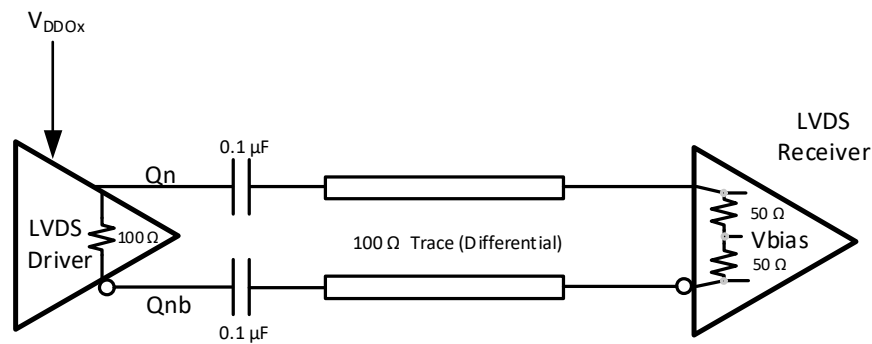 V_DDOx
LVDS
Receiver
0.1 µF
Qn
LVDS
Driver
100 Ω
100 Ω Trace (Differential)
50 Ω
Vbias
50 Ω
Qnb
0.1 µF